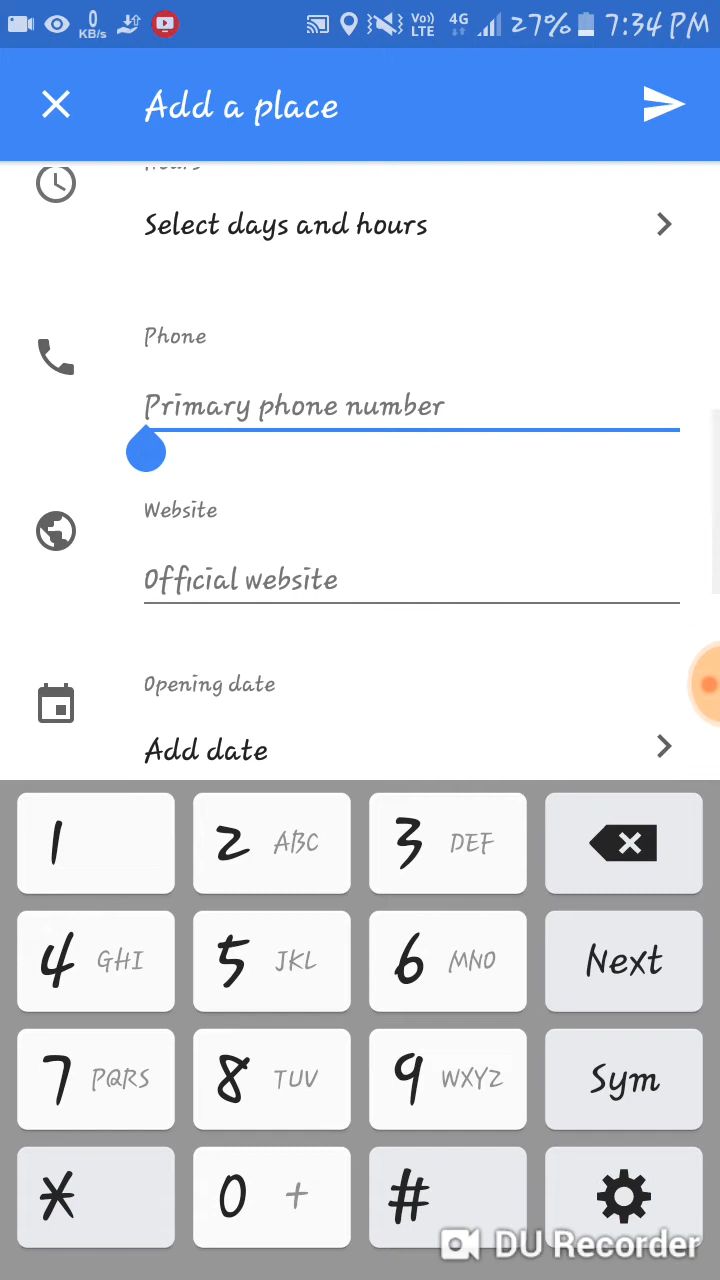 0 KB/s Vo)) LTE 4G 27% 7:34 PM
Add a place
Hours
Select days and hours
Phone
Primary phone number
Website
Official website
Opening date
Add date
1 2 ABC 3 DEF
4 GHI 5 JKL 6 MNO Next
7 PQRS 8 TUV 9 WXYZ Sym
* 0 + #
DU Recorder